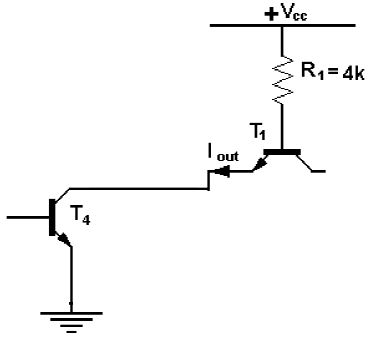 +Vcc
R1 = 4k
T1
Iout
T4